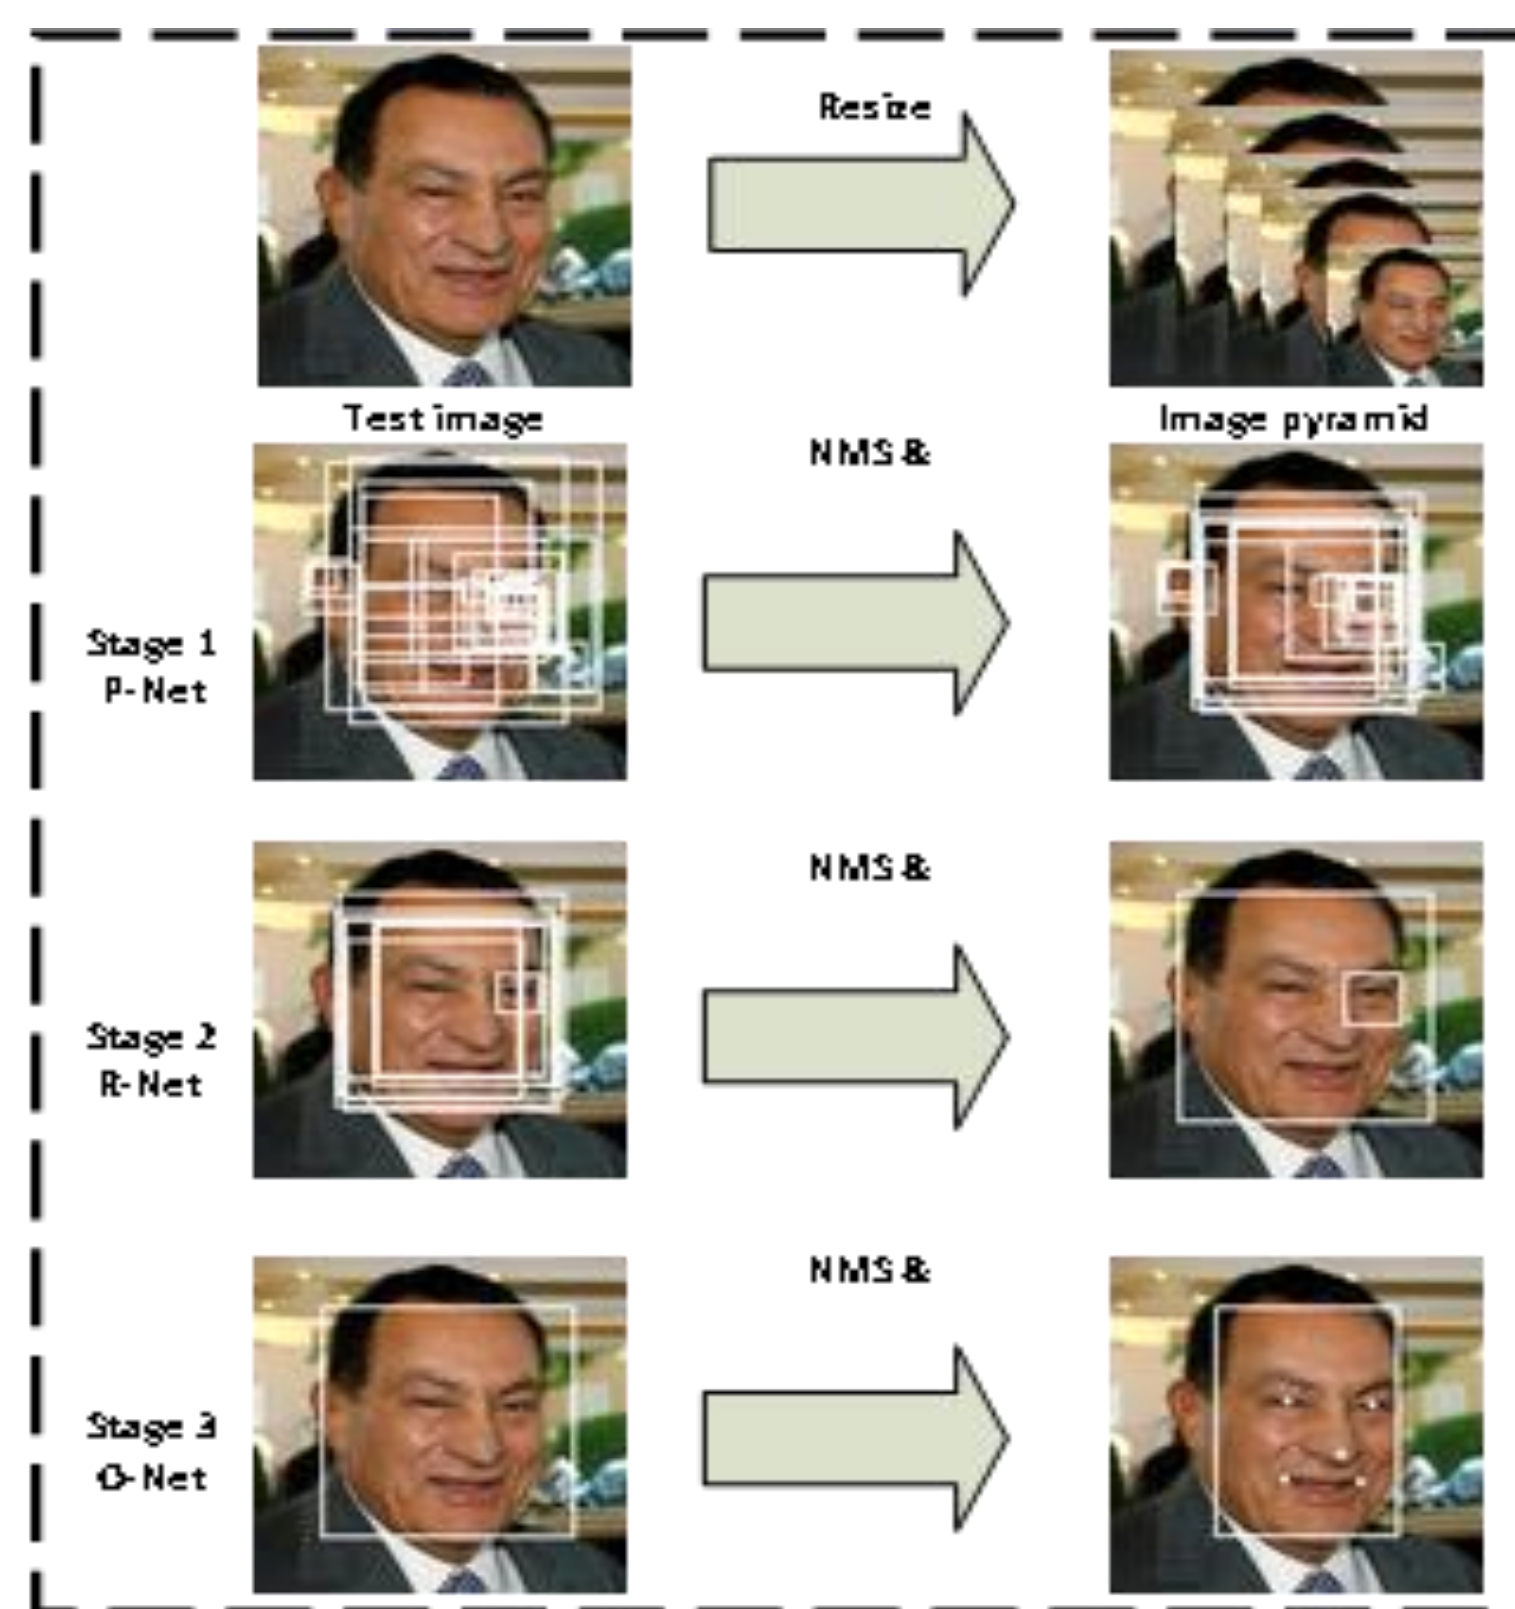 Resize
Test image
Image pyramid
NMS &
Stage 1
P-Net
NMS &
Stage 2
R-Net
NMS &
Stage 3
O-Net